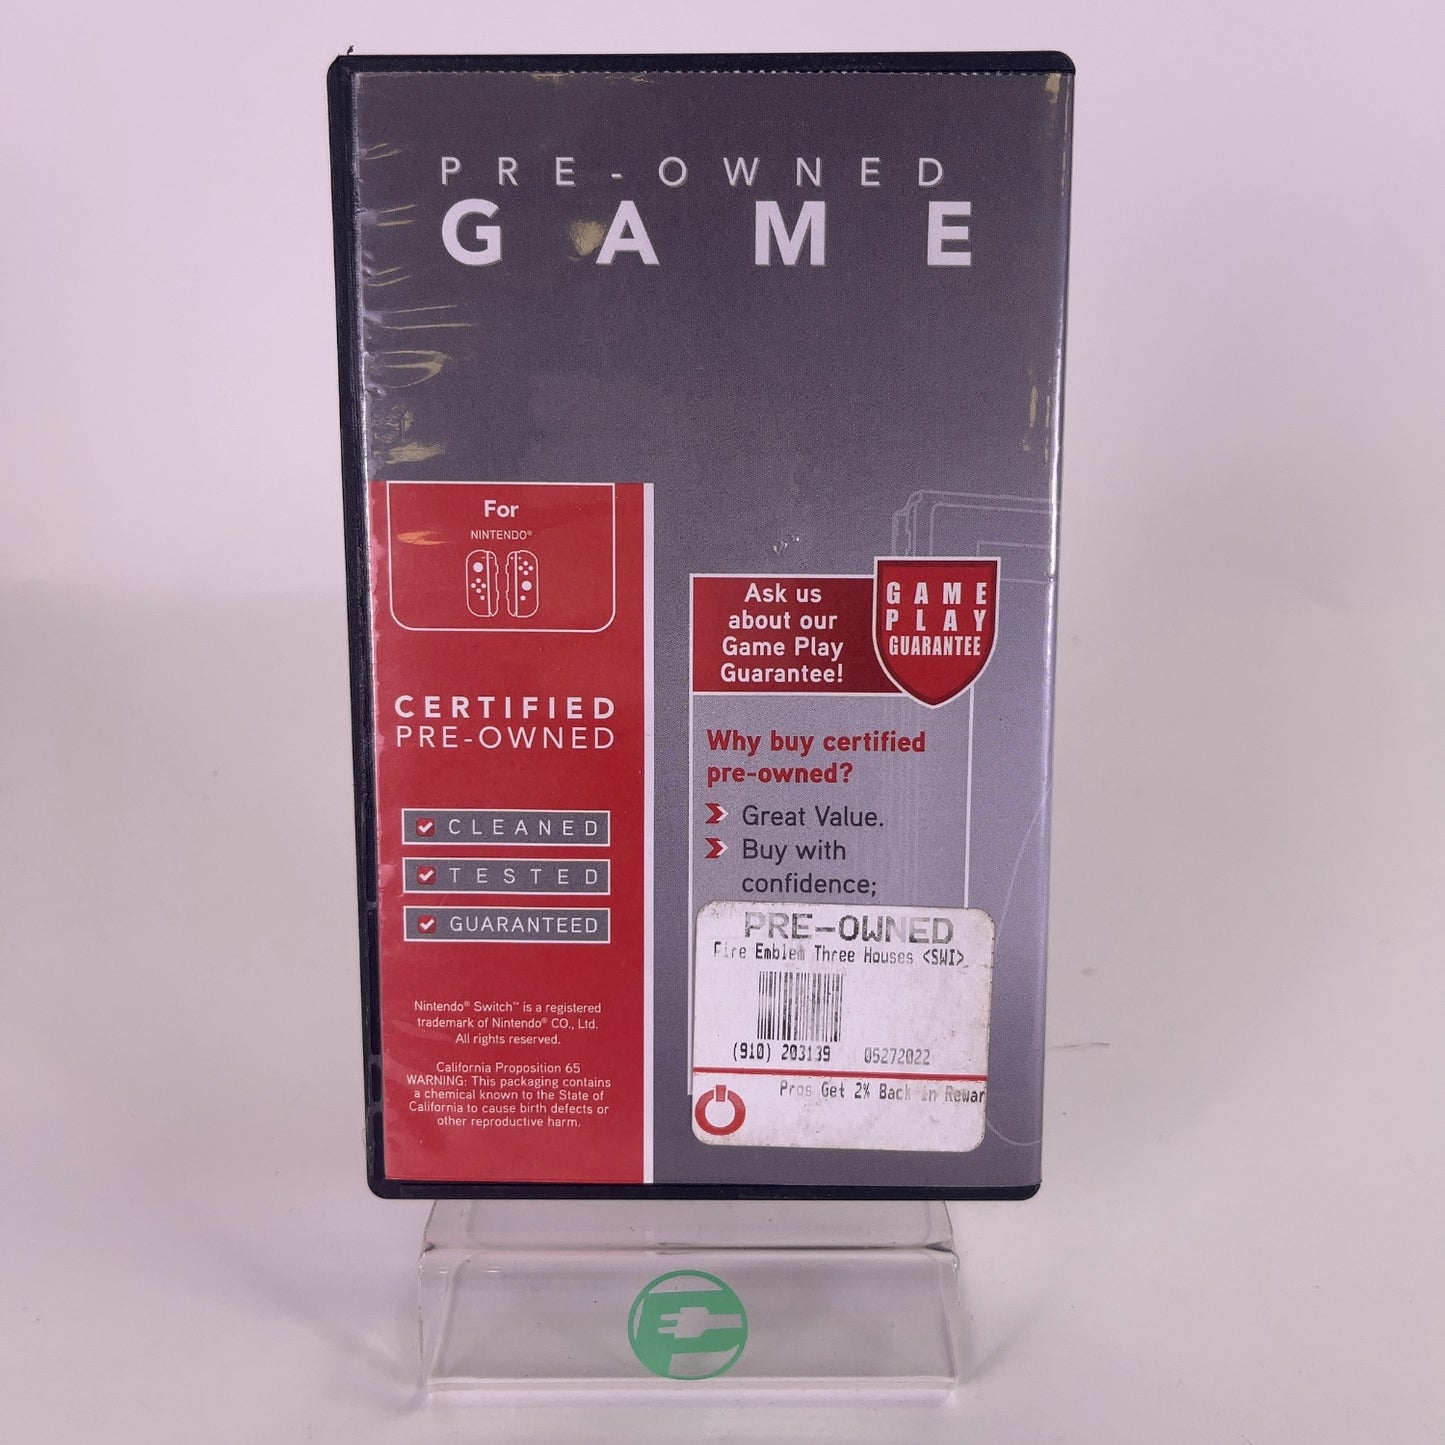 PRE-OWNED
GAME
For
NINTENDO®
CERTIFIED
PRE-OWNED
CLEANED
TESTED
GUARANTEED
Nintendo® Switch™ is a registered
trademark of Nintendo® CO., Ltd.
All rights reserved.
California Proposition 65
WARNING: This packaging contains
a chemical known to the State of
California to cause birth defects or
other reproductive harm.
Ask us
about our
Game Play
Guarantee!
GAME
PLAY
GUARANTEE
Why buy certified
pre-owned?
Great Value.
Buy with
confidence;
PRE-OWNED
Fire Emblem Three Houses <SWI>
(910) 203139 05272022
Pros Get 2% Back in Rewar